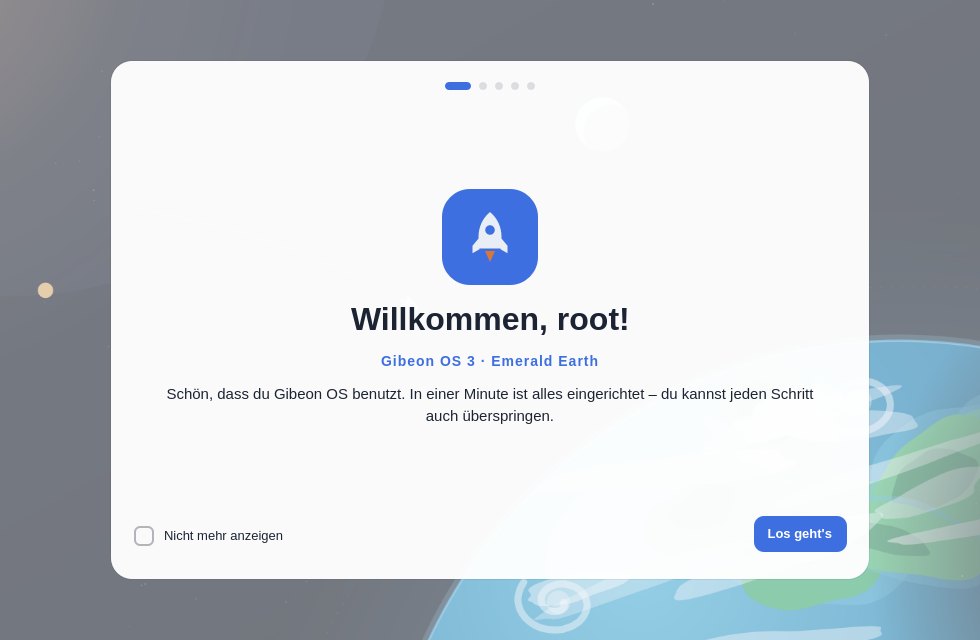 Willkommen, root!
Gibeon OS 3 · Emerald Earth
Schön, dass du Gibeon OS benutzt. In einer Minute ist alles eingerichtet – du kannst jeden Schritt
auch überspringen.
Nicht mehr anzeigen
Los geht's